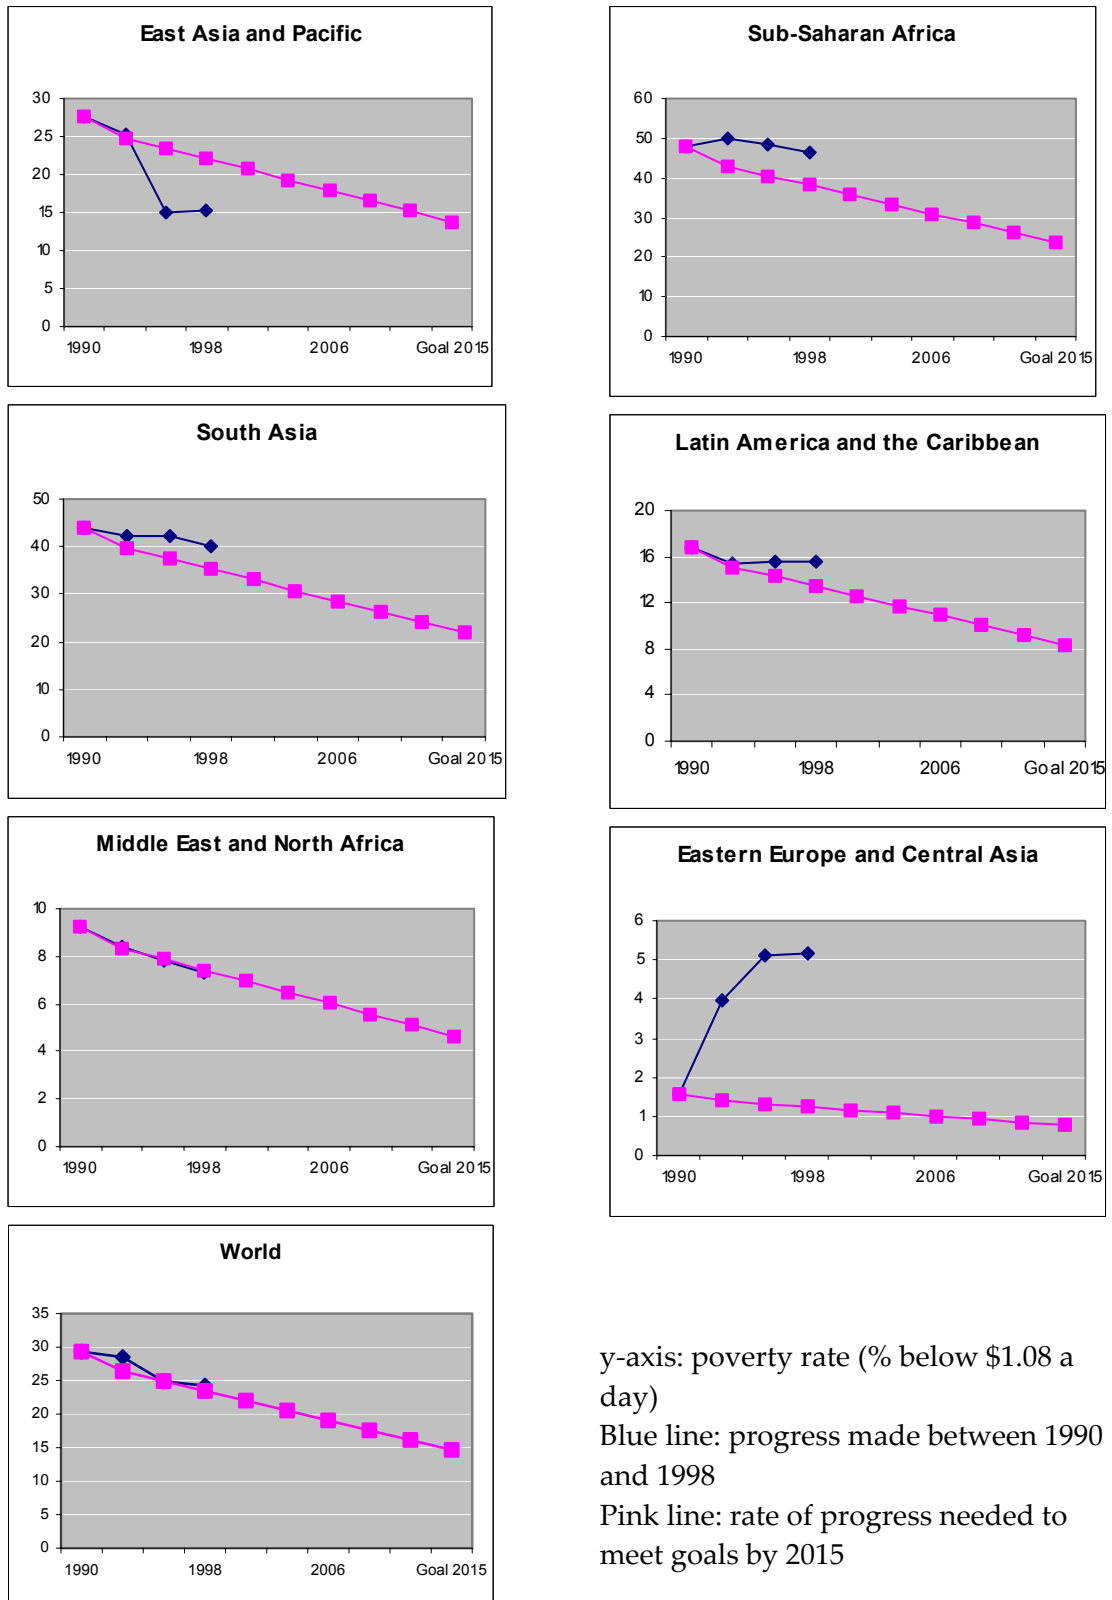 East Asia and Pacific
30
25
20
15
10
5
0
1990 1998 2006 Goal 2015
Sub-Saharan Africa
60
50
40
30
20
10
0
1990 1998 2006 Goal 2015
South Asia
50
40
30
20
10
0
1990 1998 2006 Goal 2015
Latin America and the Caribbean
20
16
12
8
4
0
1990 1998 2006 Goal 2015
Middle East and North Africa
10
8
6
4
2
0
1990 1998 2006 Goal 2015
Eastern Europe and Central Asia
6
5
4
3
2
1
0
1990 1998 2006 Goal 2015
World
35
30
25
20
15
10
5
0
1990 1998 2006 Goal 2015
y-axis: poverty rate (% below $1.08 a
day)
Blue line: progress made between 1990
and 1998
Pink line: rate of progress needed to
meet goals by 2015